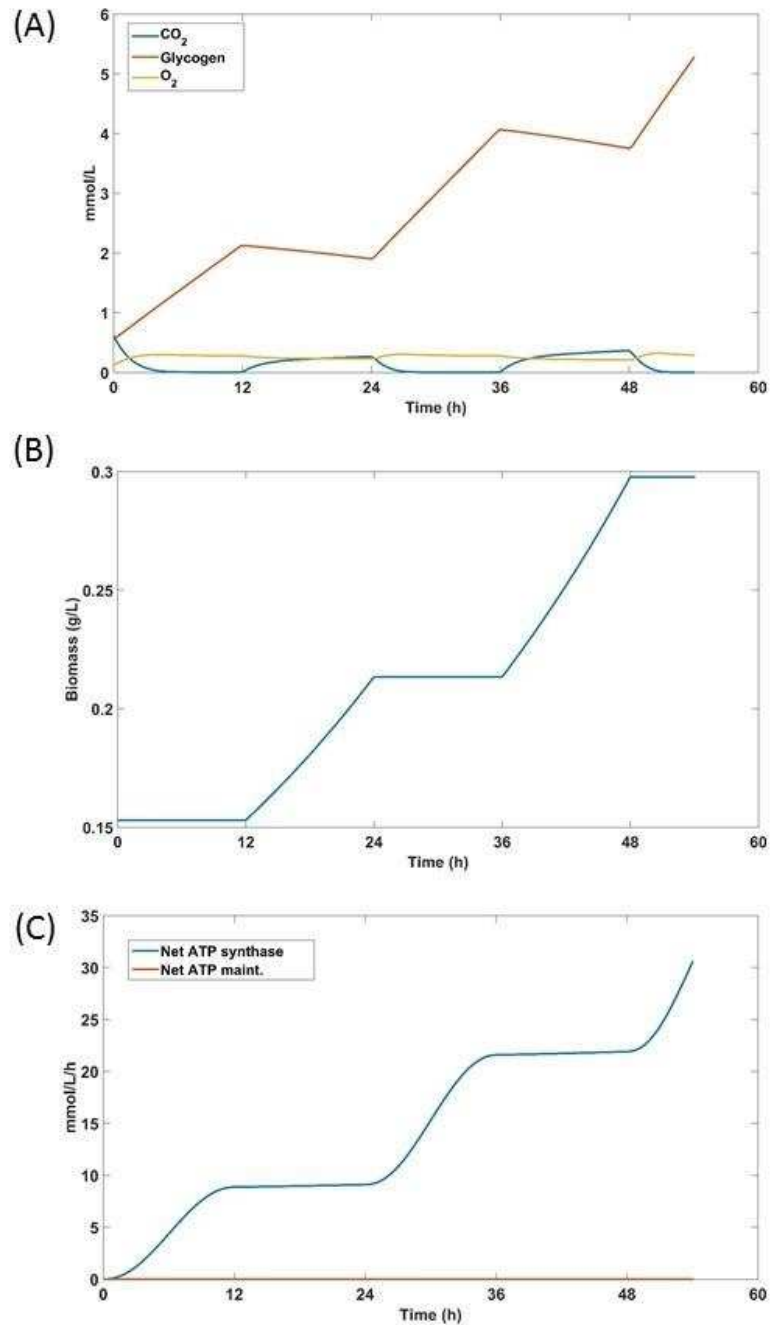 (A)
6
5
4
3
2
1
0
mmol/L
CO2
Glycogen
O2
0 12 24 36 48 60
Time (h)
(B)
0.3
0.25
0.2
0.15
Biomass (g/L)
0 12 24 36 48 60
Time (h)
(C)
35
30
25
20
15
10
5
0
mmol/L/h
Net ATP synthase
Net ATP maint.
0 12 24 36 48 60
Time (h)